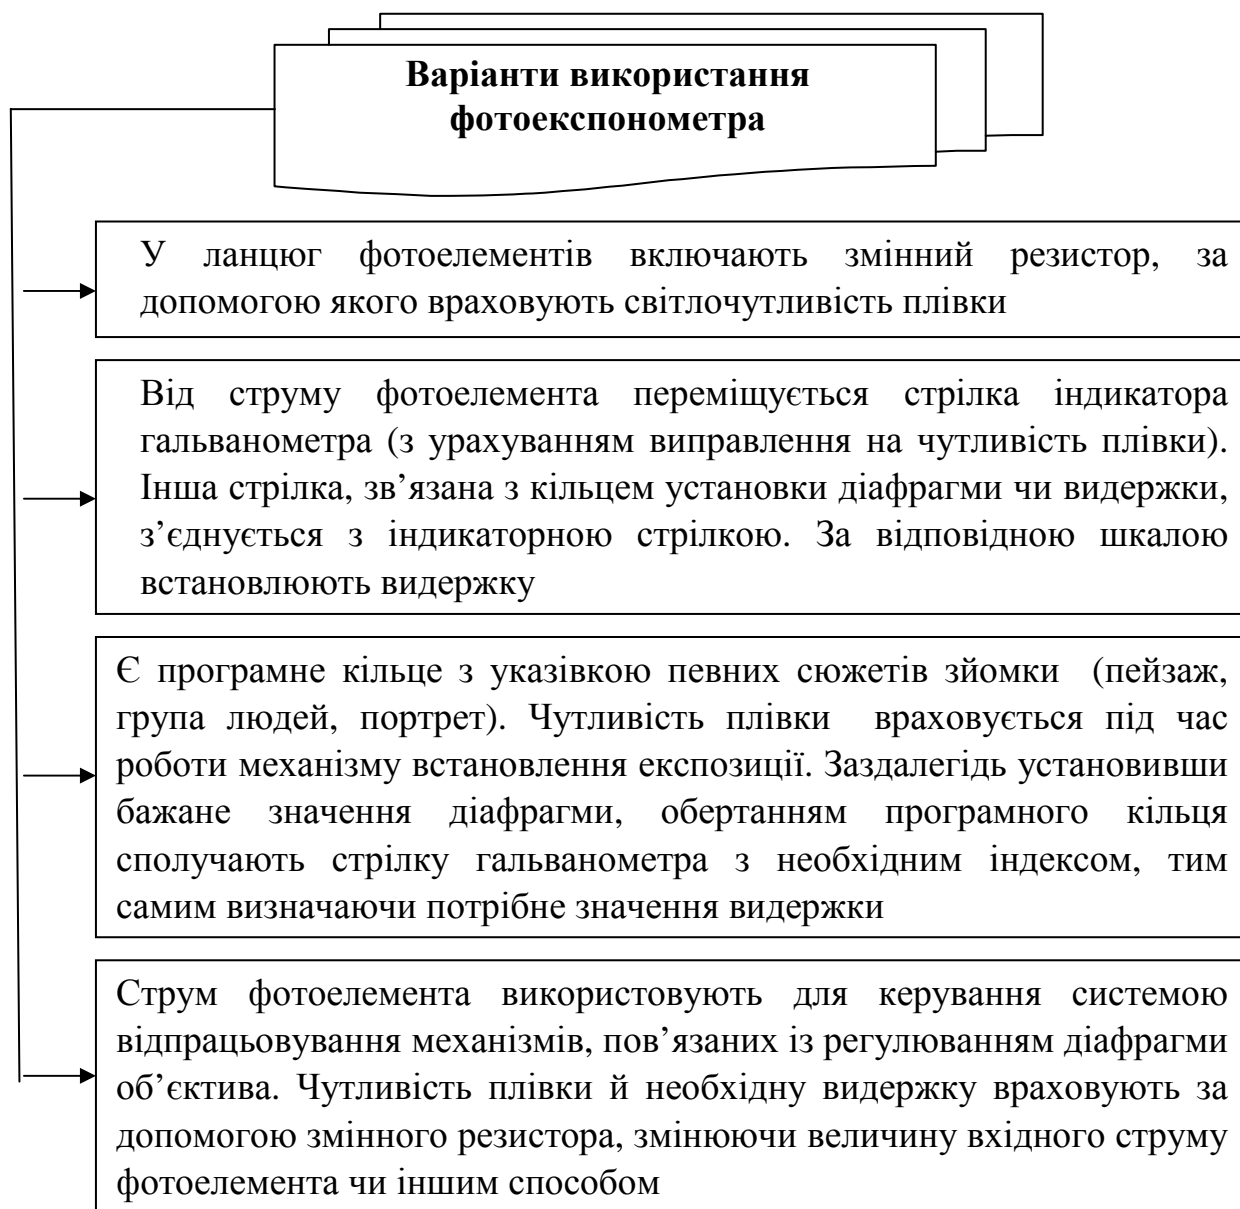 Варіанти використання
фотоекспонометра
У ланцюг фотоелементів включають змінний резистор, за
допомогою якого враховують світлочутливість плівки
Від струму фотоелемента переміщується стрілка індикатора
гальванометра (з урахуванням виправлення на чутливість плівки).
Інша стрілка, зв’язана з кільцем установки діафрагми чи видержки,
з’єднується з індикаторною стрілкою. За відповідною шкалою
встановлюють видержку
Є програмне кільце з указівкою певних сюжетів зйомки (пейзаж,
група людей, портрет). Чутливість плівки враховується під час
роботи механізму встановлення експозиції. Заздалегідь установивши
бажане значення діафрагми, обертанням програмного кільця
сполучають стрілку гальванометра з необхідним індексом, тим
самим визначаючи потрібне значення видержки
Струм фотоелемента використовують для керування системою
відпрацьовування механізмів, пов’язаних із регулюванням діафрагми
об’єктива. Чутливість плівки й необхідну видержку враховують за
допомогою змінного резистора, змінюючи величину вхідного струму
фотоелемента чи іншим способом